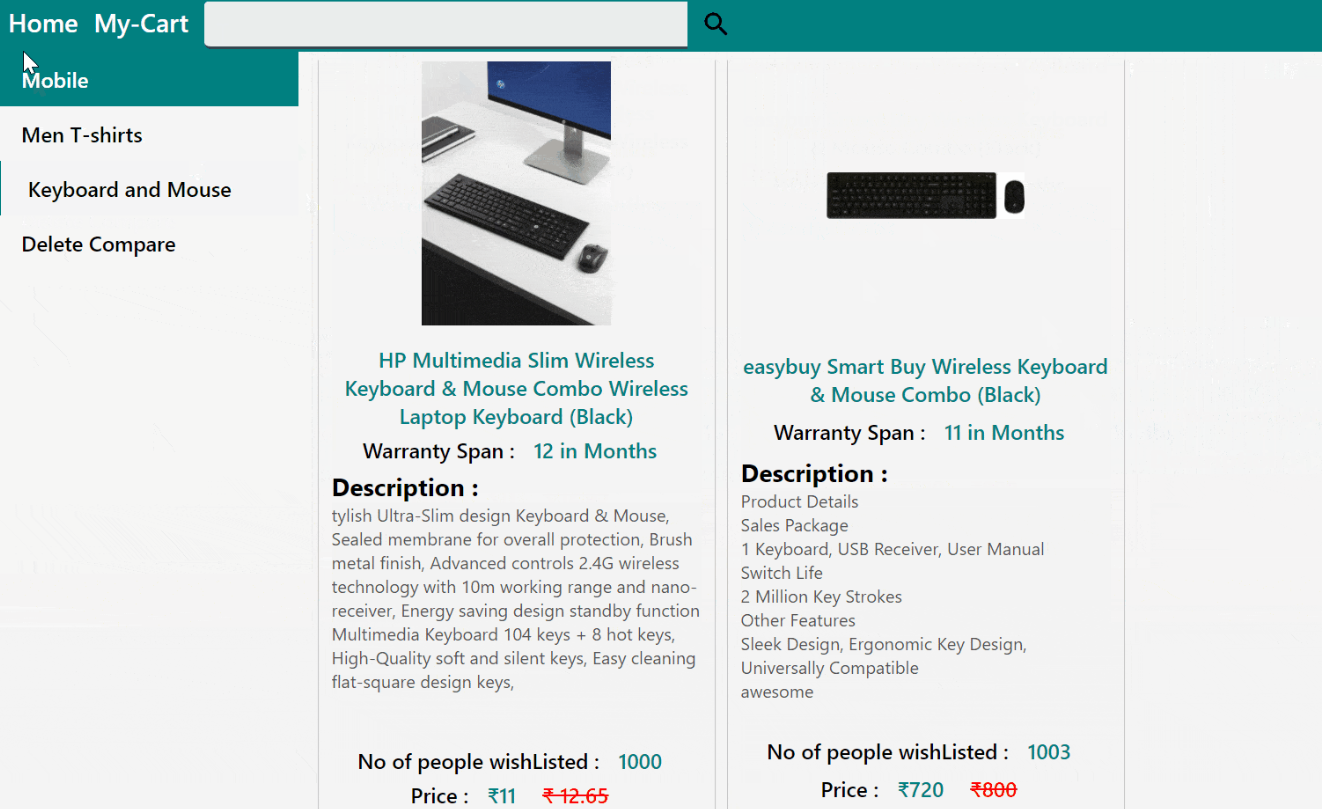 Home My-Cart
Mobile
Men T-shirts
Keyboard and Mouse
Delete Compare
HP Multimedia Slim Wireless
Keyboard & Mouse Combo Wireless
Laptop Keyboard (Black)
Warranty Span : 12 in Months
Description :
tylish Ultra-Slim design Keyboard & Mouse,
Sealed membrane for overall protection, Brush
metal finish, Advanced controls 2.4G wireless
technology with 10m working range and nano-
receiver, Energy saving design standby function
Multimedia Keyboard 104 keys + 8 hot keys,
High-Quality soft and silent keys, Easy cleaning
flat-square design keys,
No of people wishListed : 1000
Price : ₹11 ₹ 12.65
easybuy Smart Buy Wireless Keyboard
& Mouse Combo (Black)
Warranty Span : 11 in Months
Description :
Product Details
Sales Package
1 Keyboard, USB Receiver, User Manual
Switch Life
2 Million Key Strokes
Other Features
Sleek Design, Ergonomic Key Design,
Universally Compatible
awesome
No of people wishListed : 1003
Price : ₹720 ₹800